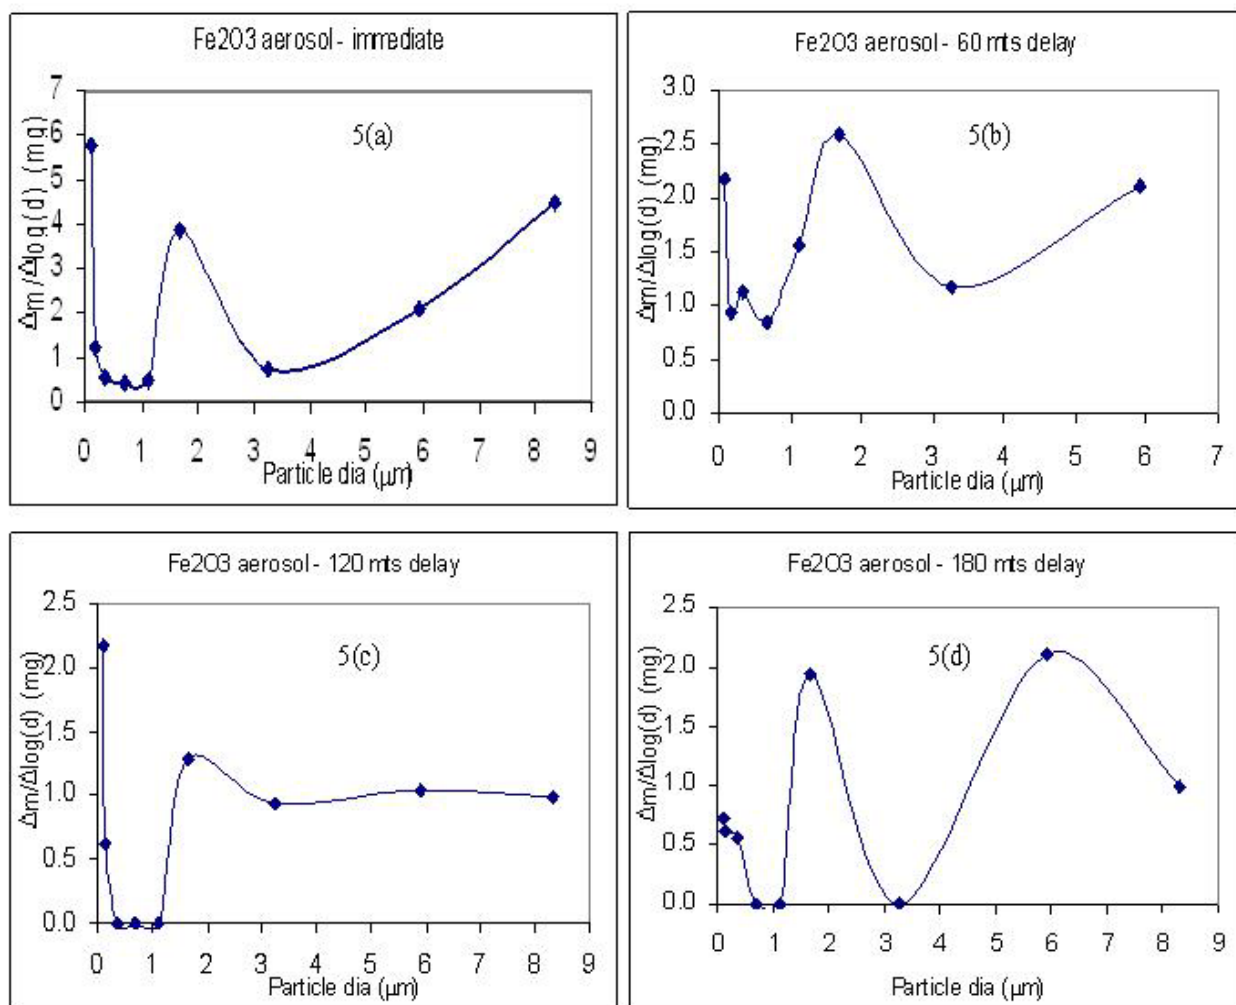 Fe2O3 aerosol - immediate
5(a)
Δm/Δlog(d) (mg)
7
6
5
4
3
2
1
0
0 1 2 3 4 5 6 7 8 9
Particle dia (µm)
Fe2O3 aerosol - 60 mts delay
5(b)
Δm/Δlog(d) (mg)
3.0
2.5
2.0
1.5
1.0
0.5
0.0
0 1 2 3 4 5 6 7
Particle dia (µm)
Fe2O3 aerosol - 120 mts delay
5(c)
Δm/Δlog(d) (mg)
2.5
2.0
1.5
1.0
0.5
0.0
0 1 2 3 4 5 6 7 8 9
Particle dia (µm)
Fe2O3 aerosol - 180 mts delay
5(d)
Δm/Δlog(d) (mg)
2.5
2.0
1.5
1.0
0.5
0.0
0 1 2 3 4 5 6 7 8 9
Particle dia (µm)